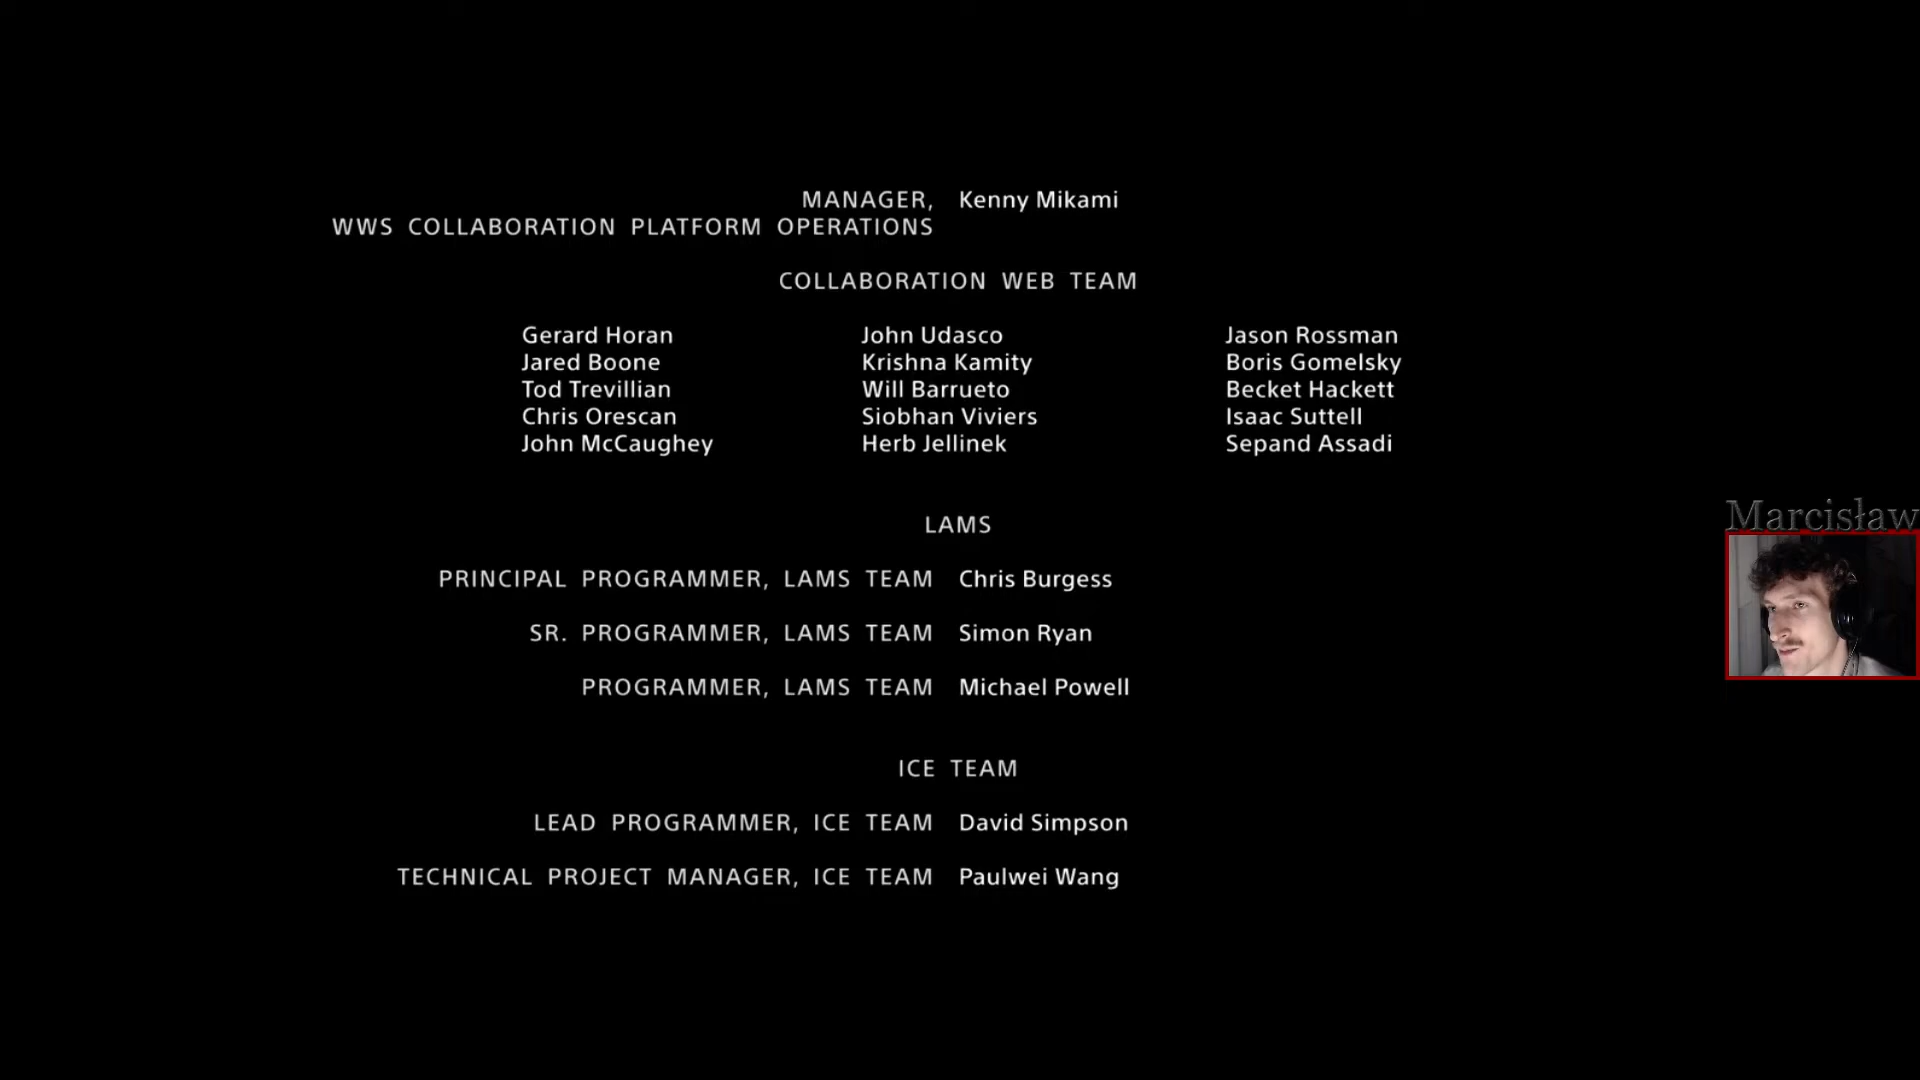 MANAGER, Kenny Mikami
WWS COLLABORATION PLATFORM OPERATIONS
COLLABORATION WEB TEAM
Gerard Horan John Udasco Jason Rossman
Jared Boone Krishna Kamity Boris Gomelsky
Tod Trevillian Will Barrueto Becket Hackett
Chris Orescan Siobhan Viviers Isaac Suttell
John McCaughey Herb Jellinek Sepand Assadi
LAMS
Marcisław
PRINCIPAL PROGRAMMER, LAMS TEAM Chris Burgess
SR. PROGRAMMER, LAMS TEAM Simon Ryan
PROGRAMMER, LAMS TEAM Michael Powell
ICE TEAM
LEAD PROGRAMMER, ICE TEAM David Simpson
TECHNICAL PROJECT MANAGER, ICE TEAM Paulwei Wang